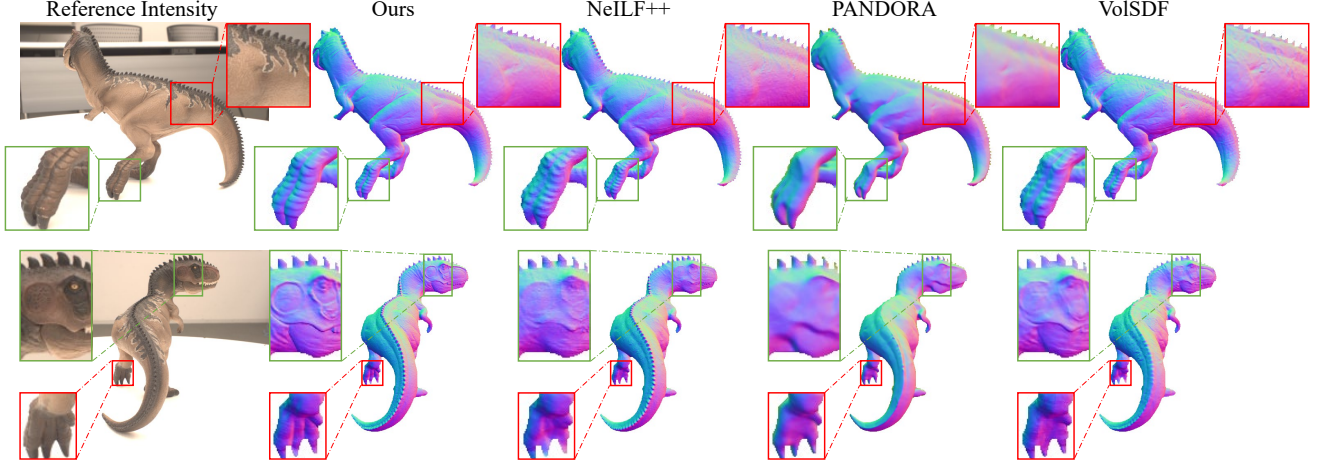 Reference Intensity
Ours
NeILF++
PANDORA
VolSDF